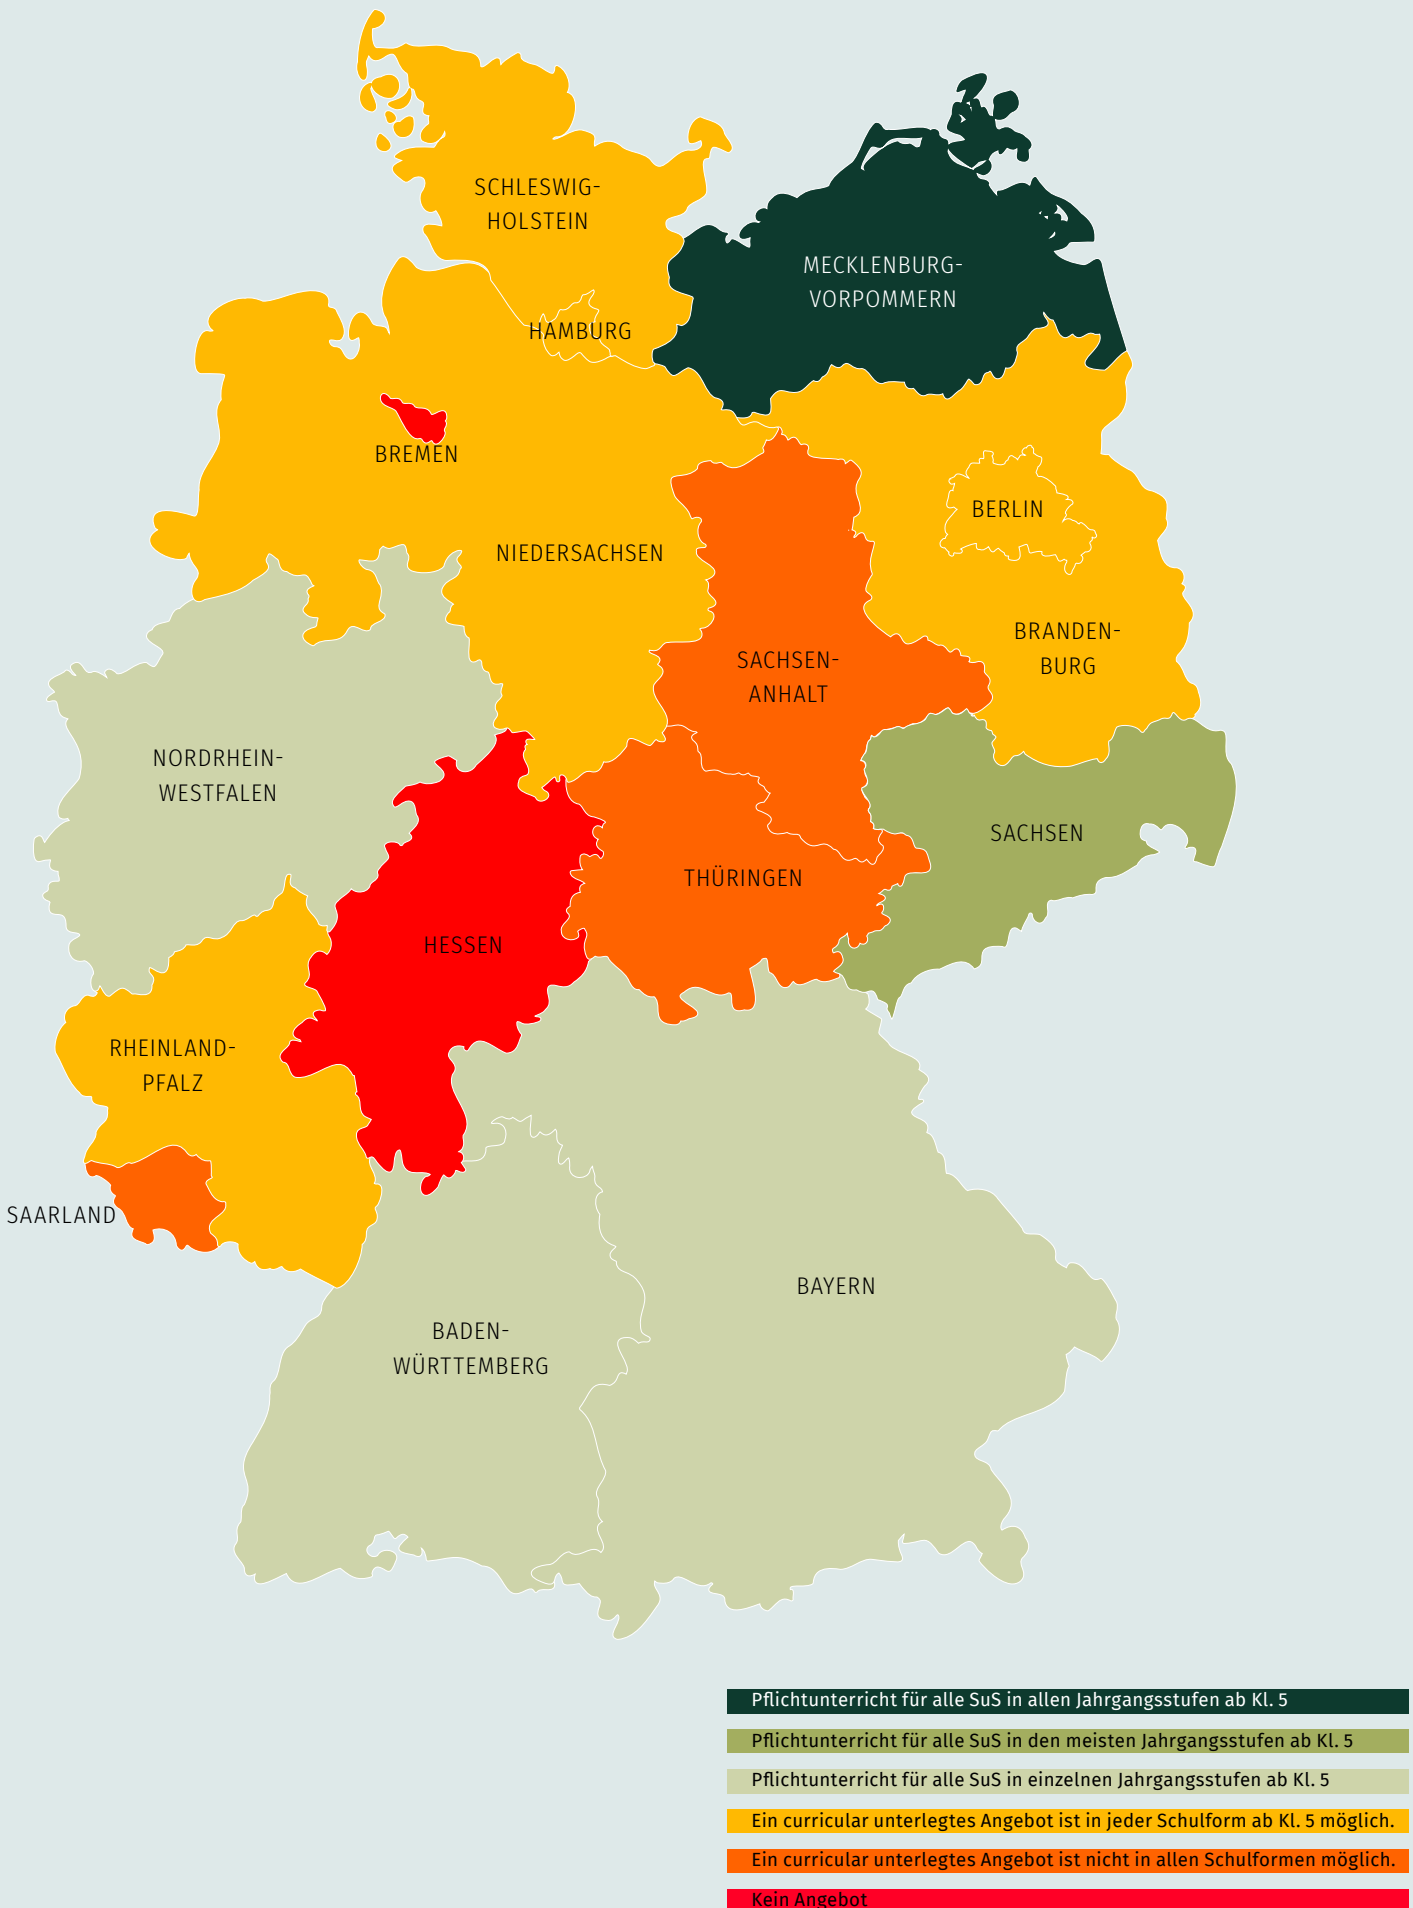 SCHLESWIG-
HOLSTEIN
MECKLENBURG-
VORPOMMERN
HAMBURG
BREMEN
BERLIN
NIEDERSACHSEN
BRANDEN-
BURG
SACHSEN-
ANHALT
NORDRHEIN-
WESTFALEN
SACHSEN
THÜRINGEN
HESSEN
RHEINLAND-
PFALZ
SAARLAND
BAYERN
BADEN-
WÜRTTEMBERG
Pflichtunterricht für alle SuS in allen Jahrgangsstufen ab Kl. 5
Pflichtunterricht für alle SuS in den meisten Jahrgangsstufen ab Kl. 5
Pflichtunterricht für alle SuS in einzelnen Jahrgangsstufen ab Kl. 5
Ein curricular unterlegtes Angebot ist in jeder Schulform ab Kl. 5 möglich.
Ein curricular unterlegtes Angebot ist nicht in allen Schulformen möglich.
Kein Angebot